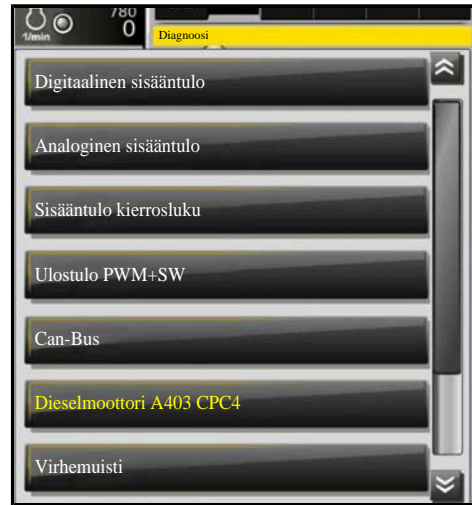 780
1/min 0
Diagnoosi
Digitaalinen sisääntulo
Analoginen sisääntulo
Sisääntulo kierrosluku
Ulostulo PWM+SW
Can-Bus
Dieselmoottori A403 CPC4
Virhemuisti